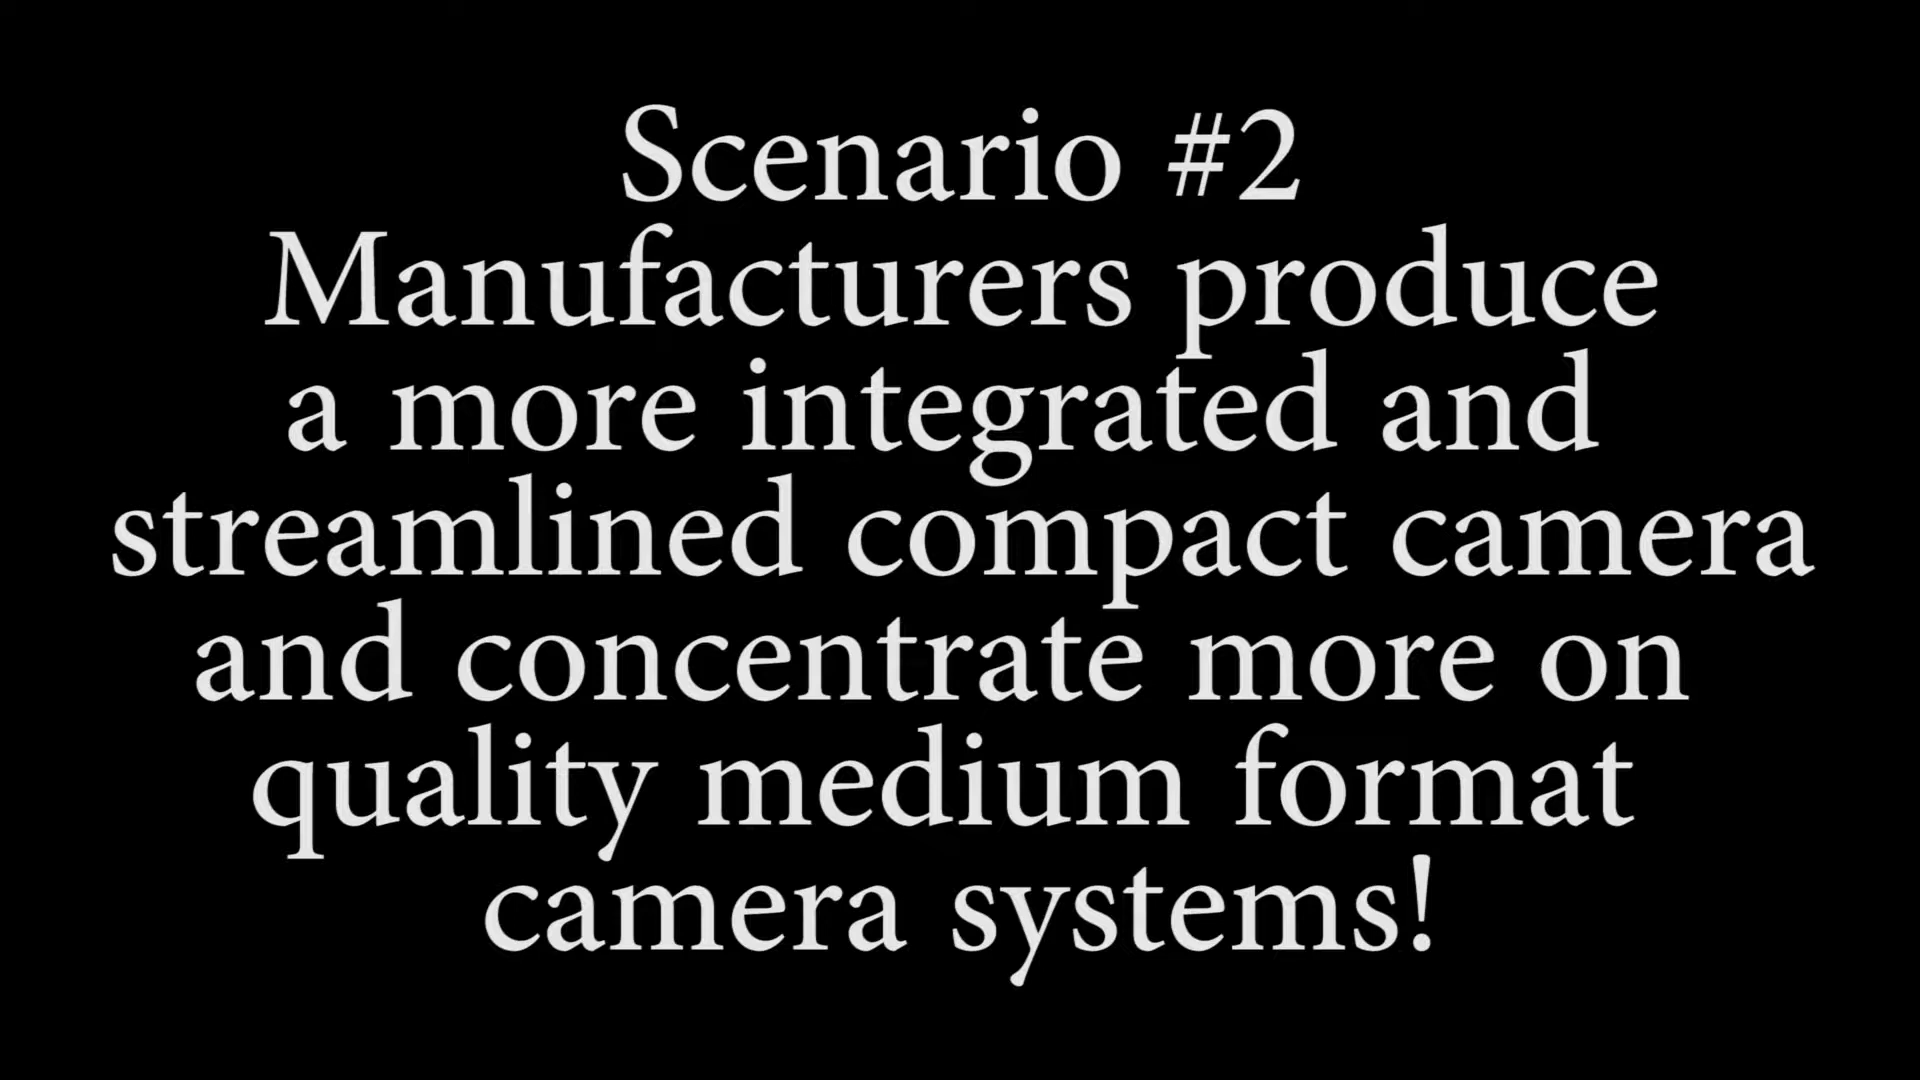 Scenario #2
Manufacturers produce
a more integrated and
streamlined compact camera
and concentrate more on
quality medium format
camera systems!